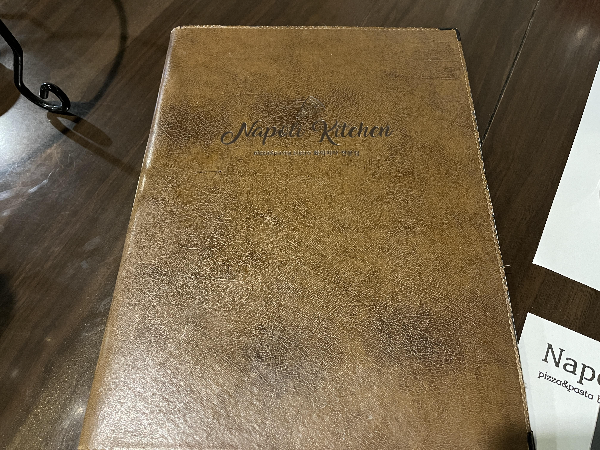 Napoli Kitchen
Napo
pizza&pasta b